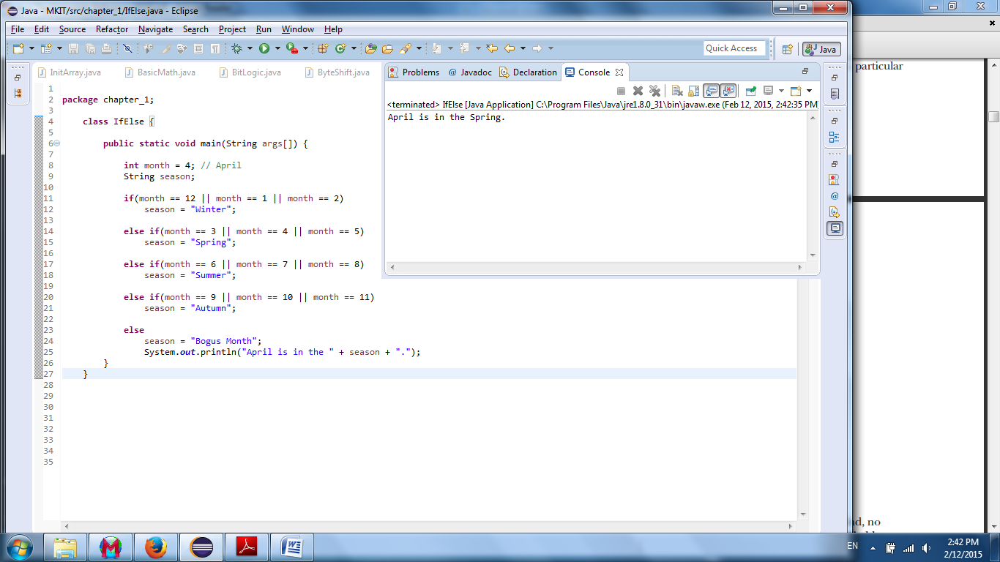 Java - MKIT/src/chapter_1/IfElse.java - Eclipse
File Edit Source Refactor Navigate Search Project Run Window Help
Quick Access
Java
InitArray.java BasicMath.java BitLogic.java ByteShift.java
1
2 package chapter_1;
3
4 class IfElse {
5
6 public static void main(String args[]) {
7
8 int month = 4; // April
9 String season;
10
11 if(month == 12 || month == 1 || month == 2)
12 season = "Winter";
13
14 else if(month == 3 || month == 4 || month == 5)
15 season = "Spring";
16
17 else if(month == 6 || month == 7 || month == 8)
18 season = "Summer";
19
20 else if(month == 9 || month == 10 || month == 11)
21 season = "Autumn";
22
23 else
24 season = "Bogus Month";
25 System.out.println("April is in the " + season + ".");
26 }
27 }
28
29
30
31
32
33
34
35
Problems @ Javadoc Declaration Console
<terminated> IfElse [Java Application] C:\Program Files\Java\jre1.8.0_31\bin\javaw.exe (Feb 12, 2015, 2:42:35 PM)
April is in the Spring.
particular
no
EN
2:42 PM
2/12/2015